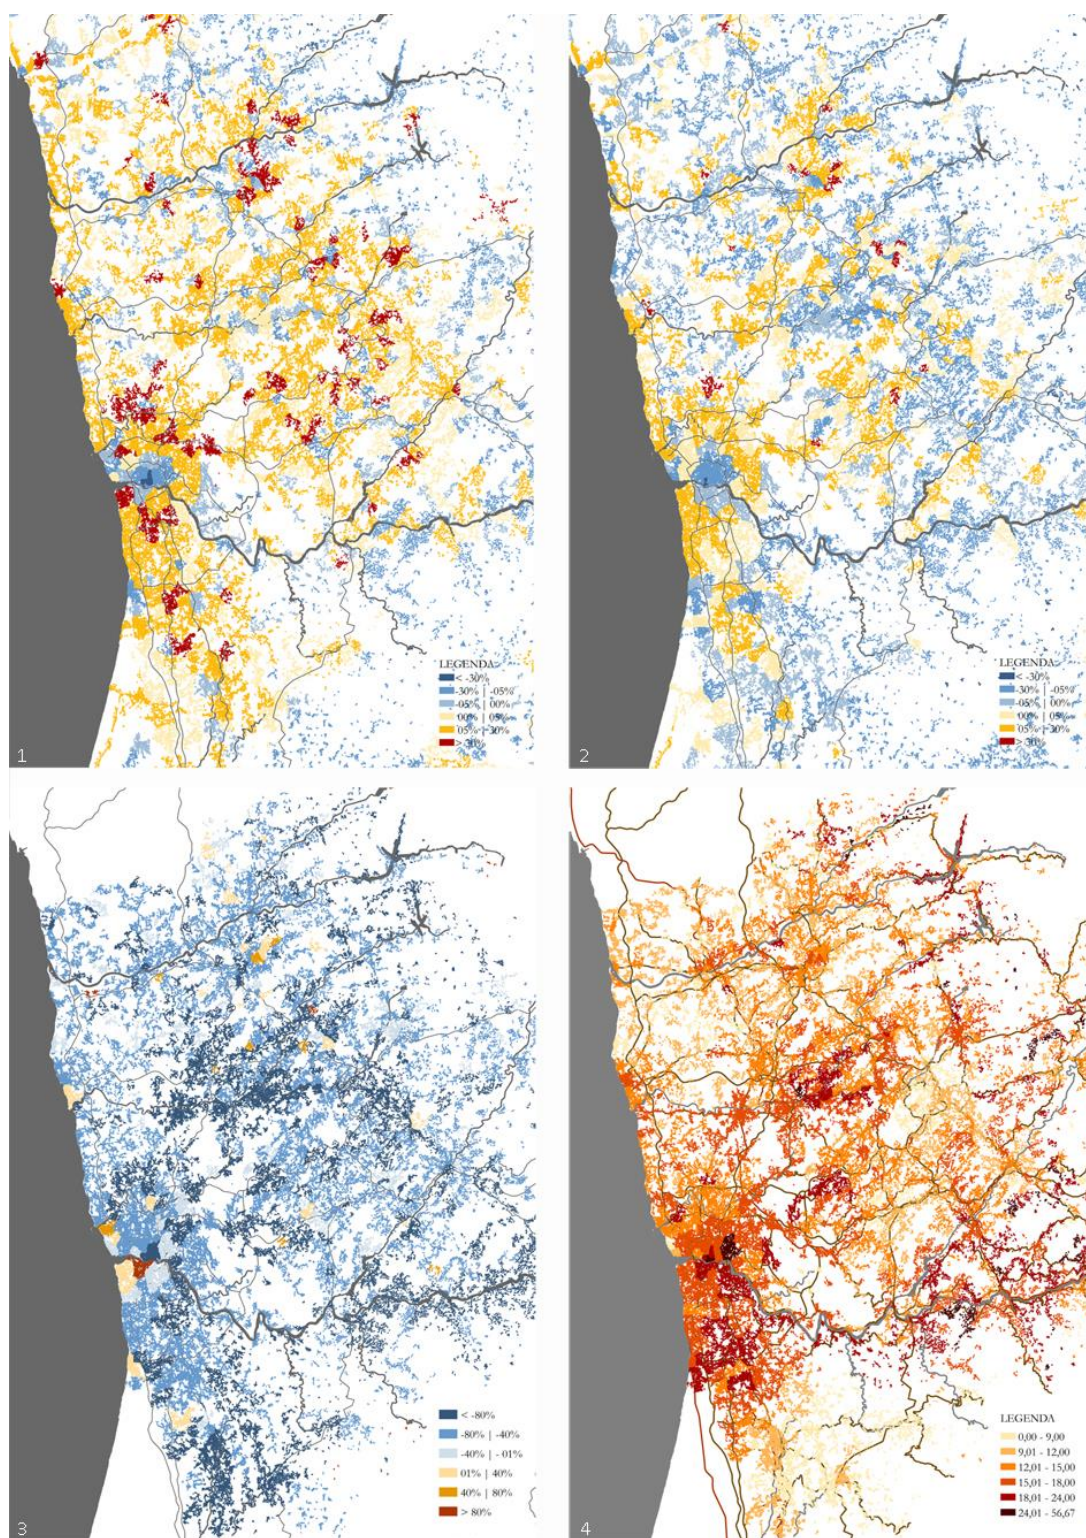 LEGENDA
< -30%
-30% | -05%
-05% | 00%
00% | 05%
05% | 30%
> 30%
1
LEGENDA
< -30%
-30% | -05%
-05% | 00%
00% | 05%
05% | 30%
> 30%
2
< -80%
-80% | -40%
-40% | -01%
01% | 40%
40% | 80%
> 80%
3
LEGENDA
0,00 - 9,00
9,01 - 12,00
12,01 - 15,00
15,01 - 18,00
18,01 - 24,00
24,01 - 56,67
4